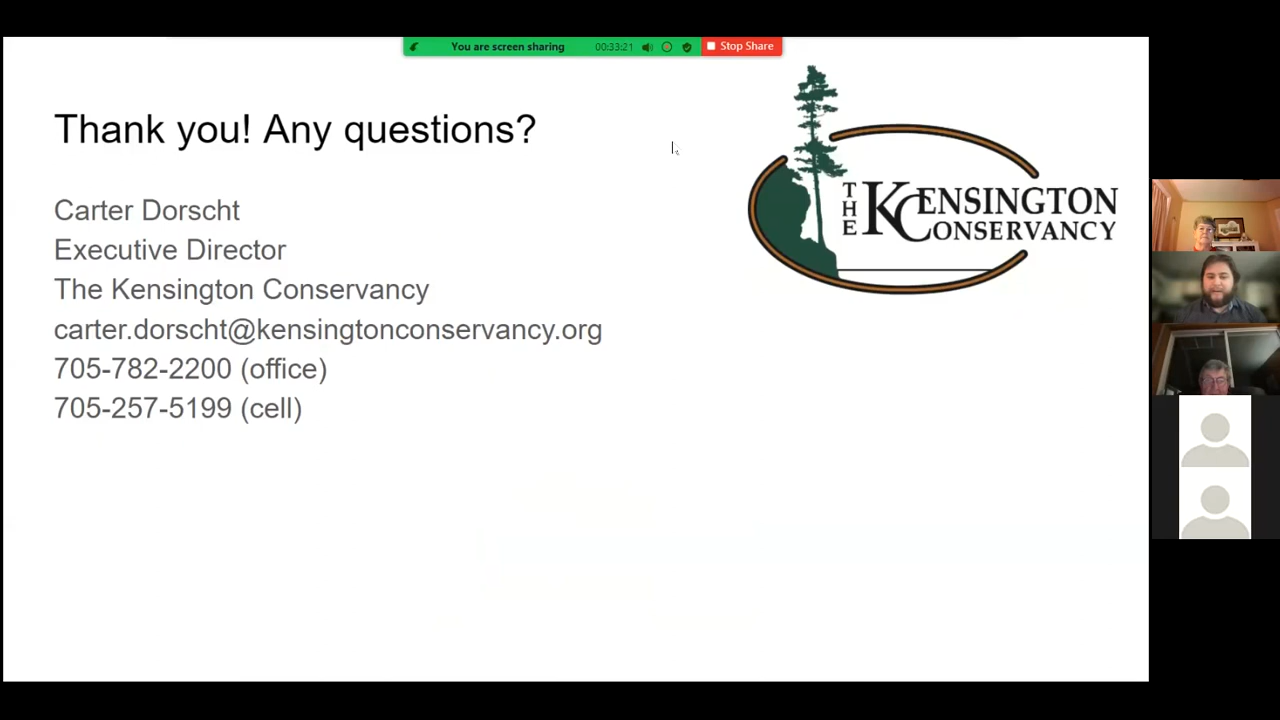 You are screen sharing 00:33:21 Stop Share
Thank you! Any questions?
THE KENSINGTON
CONSERVANCY
Carter Dorscht
Executive Director
The Kensington Conservancy
carter.dorscht@kensingtonconservancy.org
705-782-2200 (office)
705-257-5199 (cell)